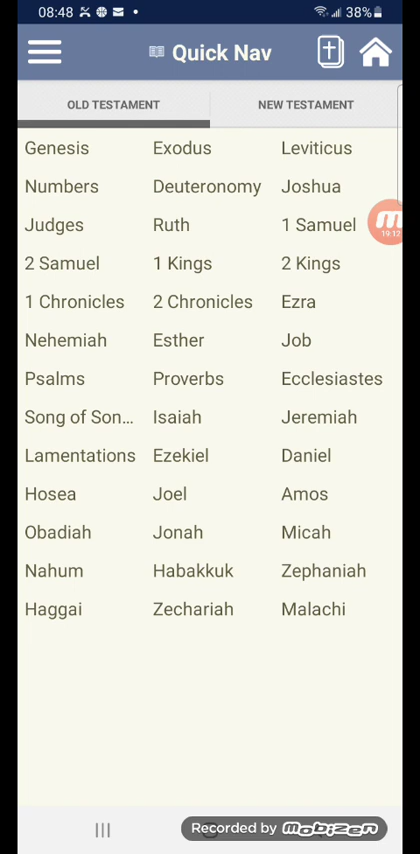 08:48 38%
Quick Nav
OLD TESTAMENT NEW TESTAMENT
Genesis Exodus Leviticus
Numbers Deuteronomy Joshua
Judges Ruth 1 Samuel
19:12
2 Samuel 1 Kings 2 Kings
1 Chronicles 2 Chronicles Ezra
Nehemiah Esther Job
Psalms Proverbs Ecclesiastes
Song of Son... Isaiah Jeremiah
Lamentations Ezekiel Daniel
Hosea Joel Amos
Obadiah Jonah Micah
Nahum Habakkuk Zephaniah
Haggai Zechariah Malachi
Recorded by mobizen